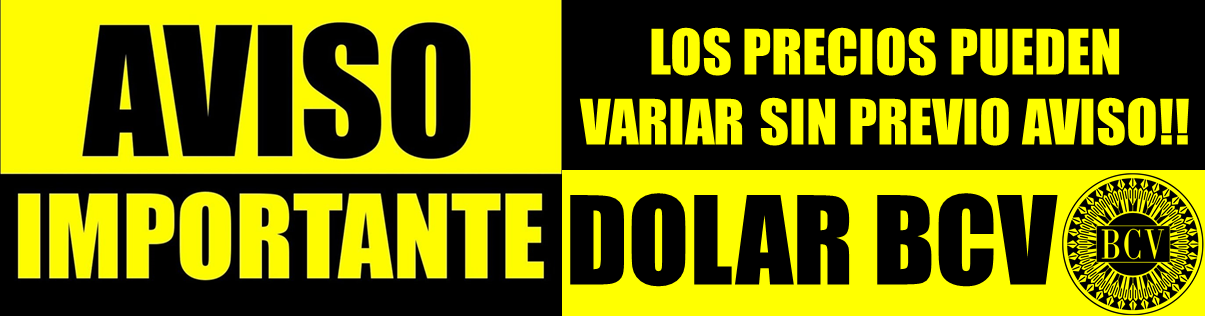 AVISO
IMPORTANTE
LOS PRECIOS PUEDEN
VARIAR SIN PREVIO AVISO!!
DOLAR BCV
BCV